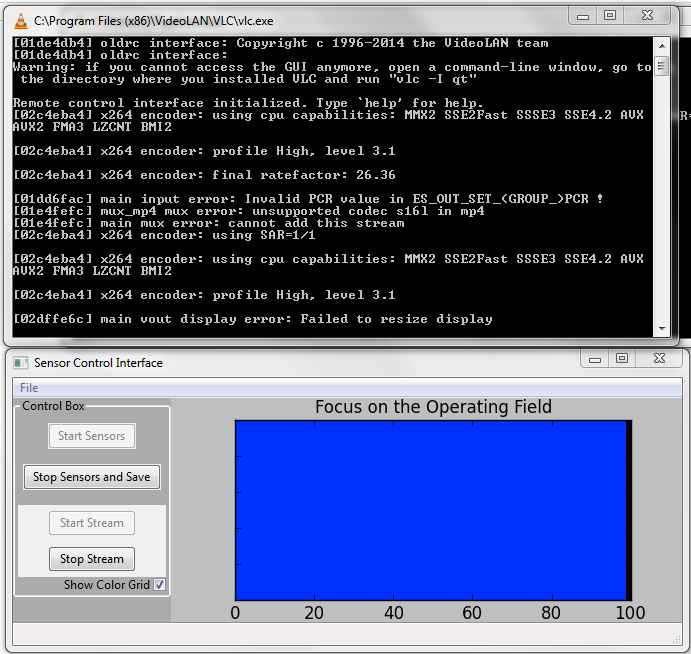 C:\Program Files (x86)\VideoLAN\VLC\vlc.exe
[01de4db4] oldrc interface: Copyright c 1996-2014 the VideoLAN team
[01de4db4] oldrc interface:
Warning: if you cannot access the GUI anymore, open a command-line window, go to
the directory where you installed VLC and run "vlc -I qt"
Remote control interface initialized. Type `help' for help.
[02c4eba4] x264 encoder: using cpu capabilities: MMX2 SSE2Fast SSSE3 SSE4.2 AVX
AVX2 FMA3 LZCNT BMI2
[02c4eba4] x264 encoder: profile High, level 3.1
[02c4eba4] x264 encoder: final ratefactor: 26.36
[01dd6fac] main input error: Invalid PCR value in ES_OUT_SET_(GROUP_)PCR !
[01e4fefc] mux_mp4 mux error: unsupported codec s16l in mp4
[01e4fefc] main mux error: cannot add this stream
[02c4eba4] x264 encoder: using SAR=1/1
[02c4eba4] x264 encoder: using cpu capabilities: MMX2 SSE2Fast SSSE3 SSE4.2 AVX
AVX2 FMA3 LZCNT BMI2
[02c4eba4] x264 encoder: profile High, level 3.1
[02dffe6c] main vout display error: Failed to resize display
R=
Sensor Control Interface
File
Control Box
Start Sensors
Stop Sensors and Save
Start Stream
Stop Stream
Show Color Grid
Focus on the Operating Field
0 20 40 60 80 100